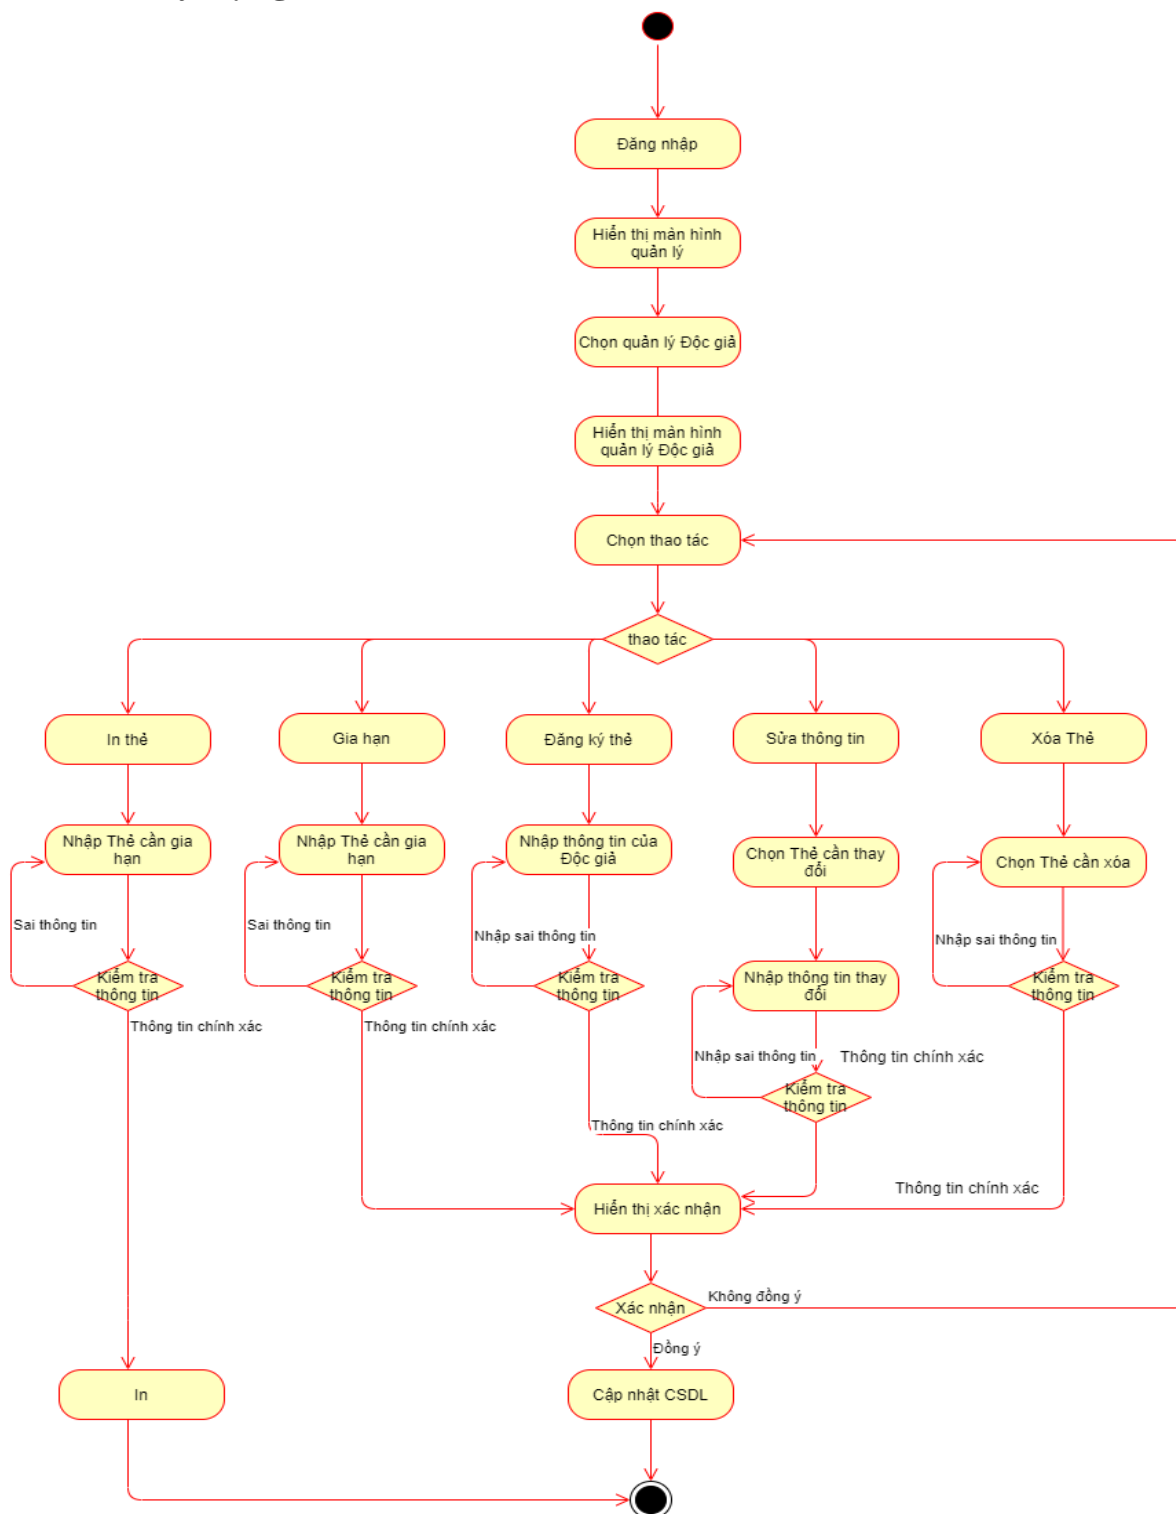 Đăng nhập
Hiển thị màn hình
quản lý
Chọn quản lý Độc giả
Hiển thị màn hình
quản lý Độc giả
Chọn thao tác
thao tác
In thẻ
Gia hạn
Đăng ký thẻ
Sửa thông tin
Xóa Thẻ
Nhập Thẻ cần gia
hạn
Nhập Thẻ cần gia
hạn
Nhập thông tin của
Độc giả
Chọn Thẻ cần thay
đổi
Chọn Thẻ cần xóa
Sai thông tin
Sai thông tin
Nhập sai thông tin
Nhập sai thông tin
Kiểm tra
thông tin
Kiểm tra
thông tin
Kiểm tra
thông tin
Nhập thông tin thay
đổi
Kiểm tra
thông tin
Thông tin chính xác
Thông tin chính xác
Nhập sai thông tin
Thông tin chính xác
Kiểm tra
thông tin
Thông tin chính xác
Thông tin chính xác
Hiển thị xác nhận
Xác nhận
Không đồng ý
Đồng ý
In
Cập nhật CSDL